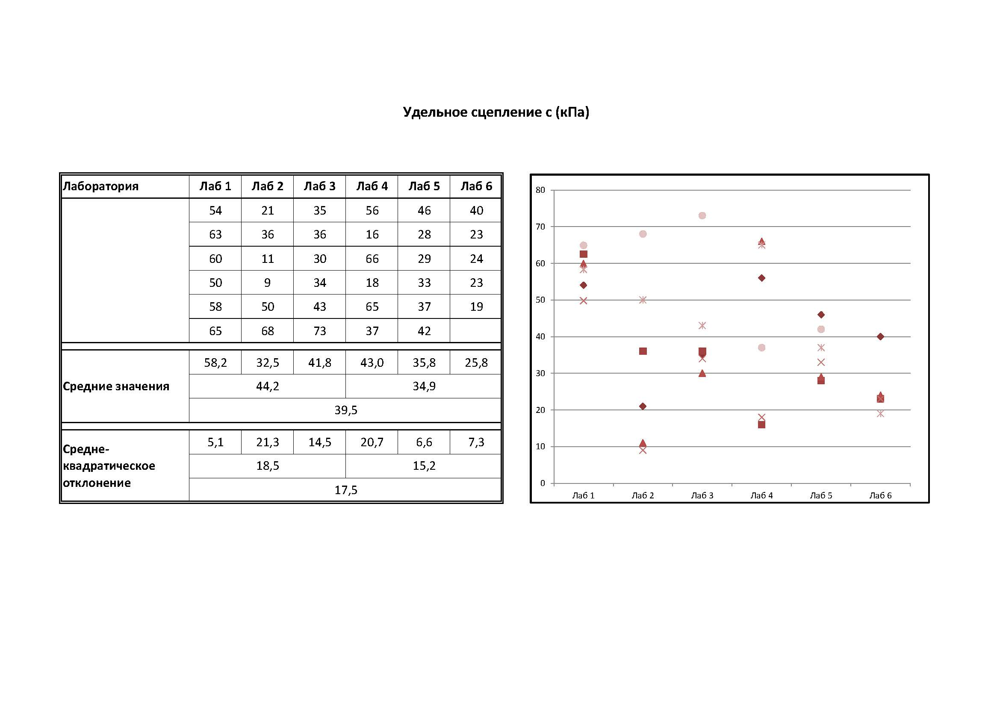 Удельное сцепление с (кПа)
Лаборатория Лаб 1 Лаб 2 Лаб 3 Лаб 4 Лаб 5 Лаб 6
54 21 35 56 46 40
63 36 36 16 28 23
60 11 30 66 29 24
50 9 34 18 33 23
58 50 43 65 37 19
65 68 73 37 42
Средние значения
58,2 32,5 41,8 43,0 35,8 25,8
44,2 34,9
39,5
Средне-
квадратическое
отклонение
5,1 21,3 14,5 20,7 6,6 7,3
18,5 15,2
17,5
80
70
60
50
40
30
20
10
0
Лаб 1 Лаб 2 Лаб 3 Лаб 4 Лаб 5 Лаб 6